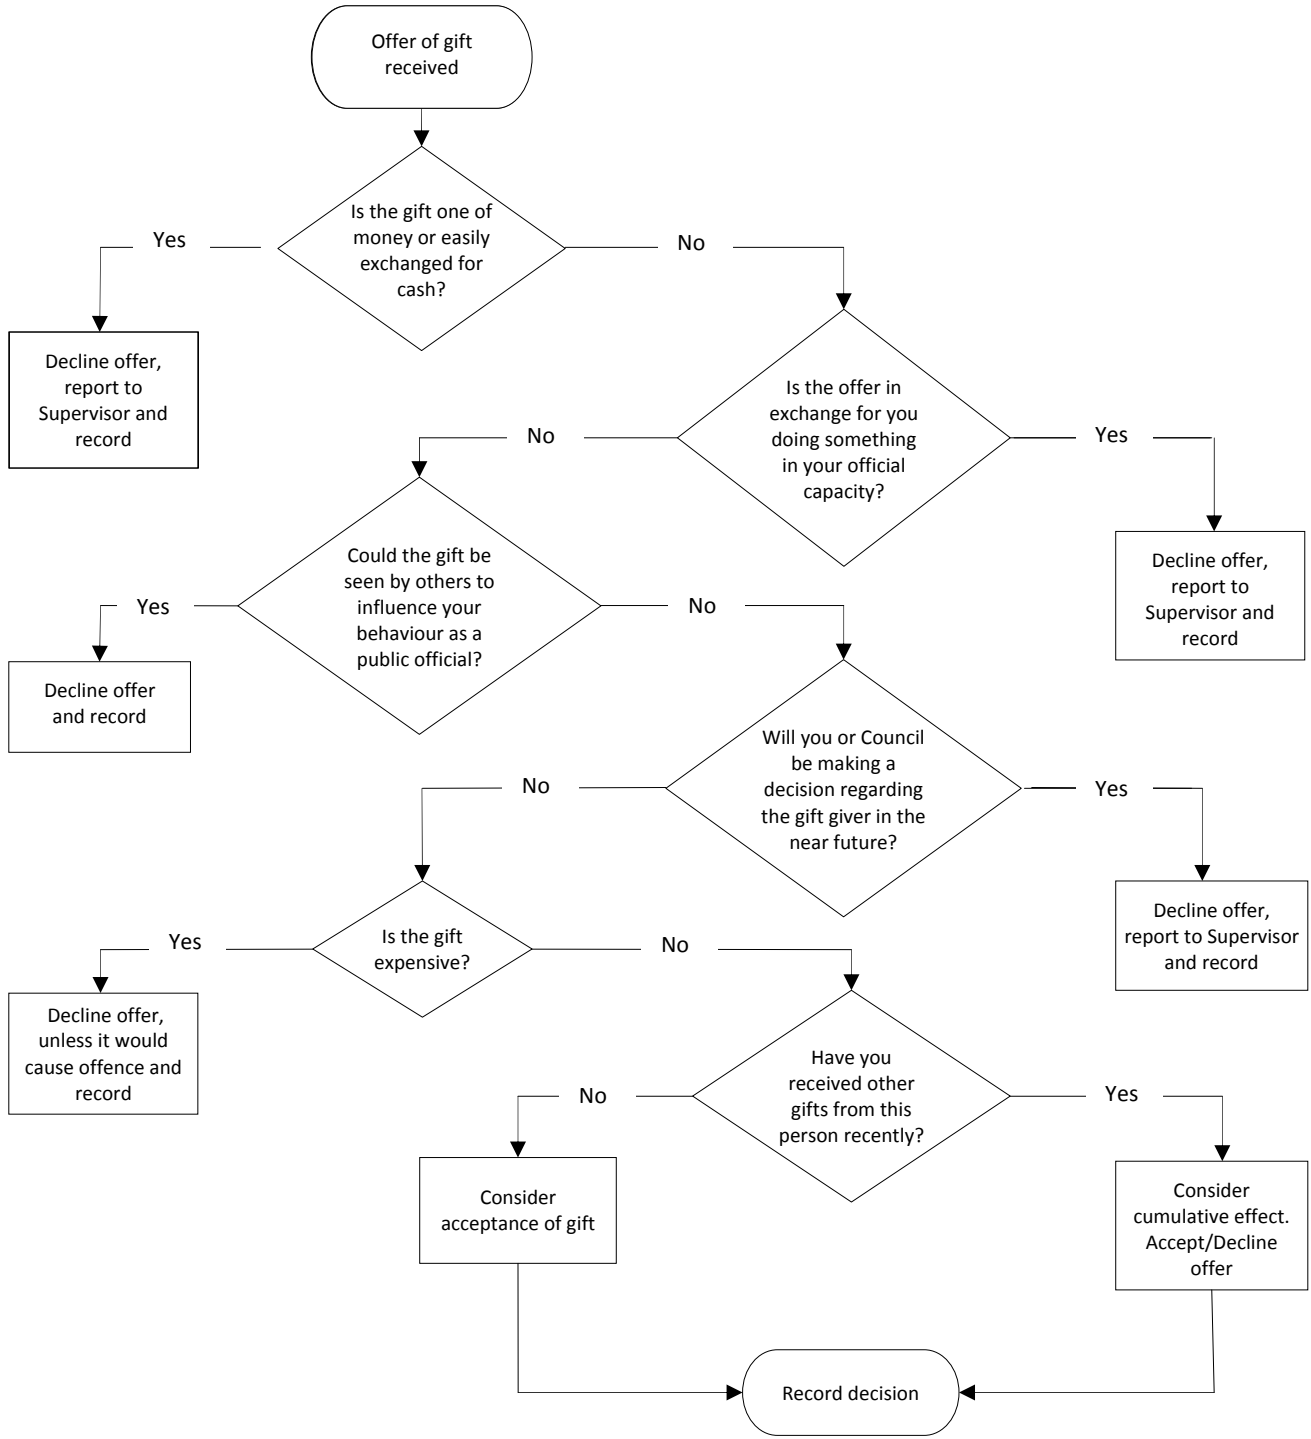 Offer of gift
received
Is the gift one of
money or easily
exchanged for
cash?
Yes
No
Decline offer,
report to
Supervisor and
record
Is the offer in
exchange for you
doing something
in your official
capacity?
No
Yes
Could the gift be
seen by others to
influence your
behaviour as a
public official?
Decline offer,
report to
Supervisor and
record
Yes
No
Decline offer
and record
Will you or Council
be making a
decision regarding
the gift giver in the
near future?
No
Yes
Is the gift
expensive?
Decline offer,
report to Supervisor
and record
Yes
No
Decline offer,
unless it would
cause offence and
record
Have you
received other
gifts from this
person recently?
No
Yes
Consider
acceptance of gift
Consider
cumulative effect.
Accept/Decline
offer
Record decision